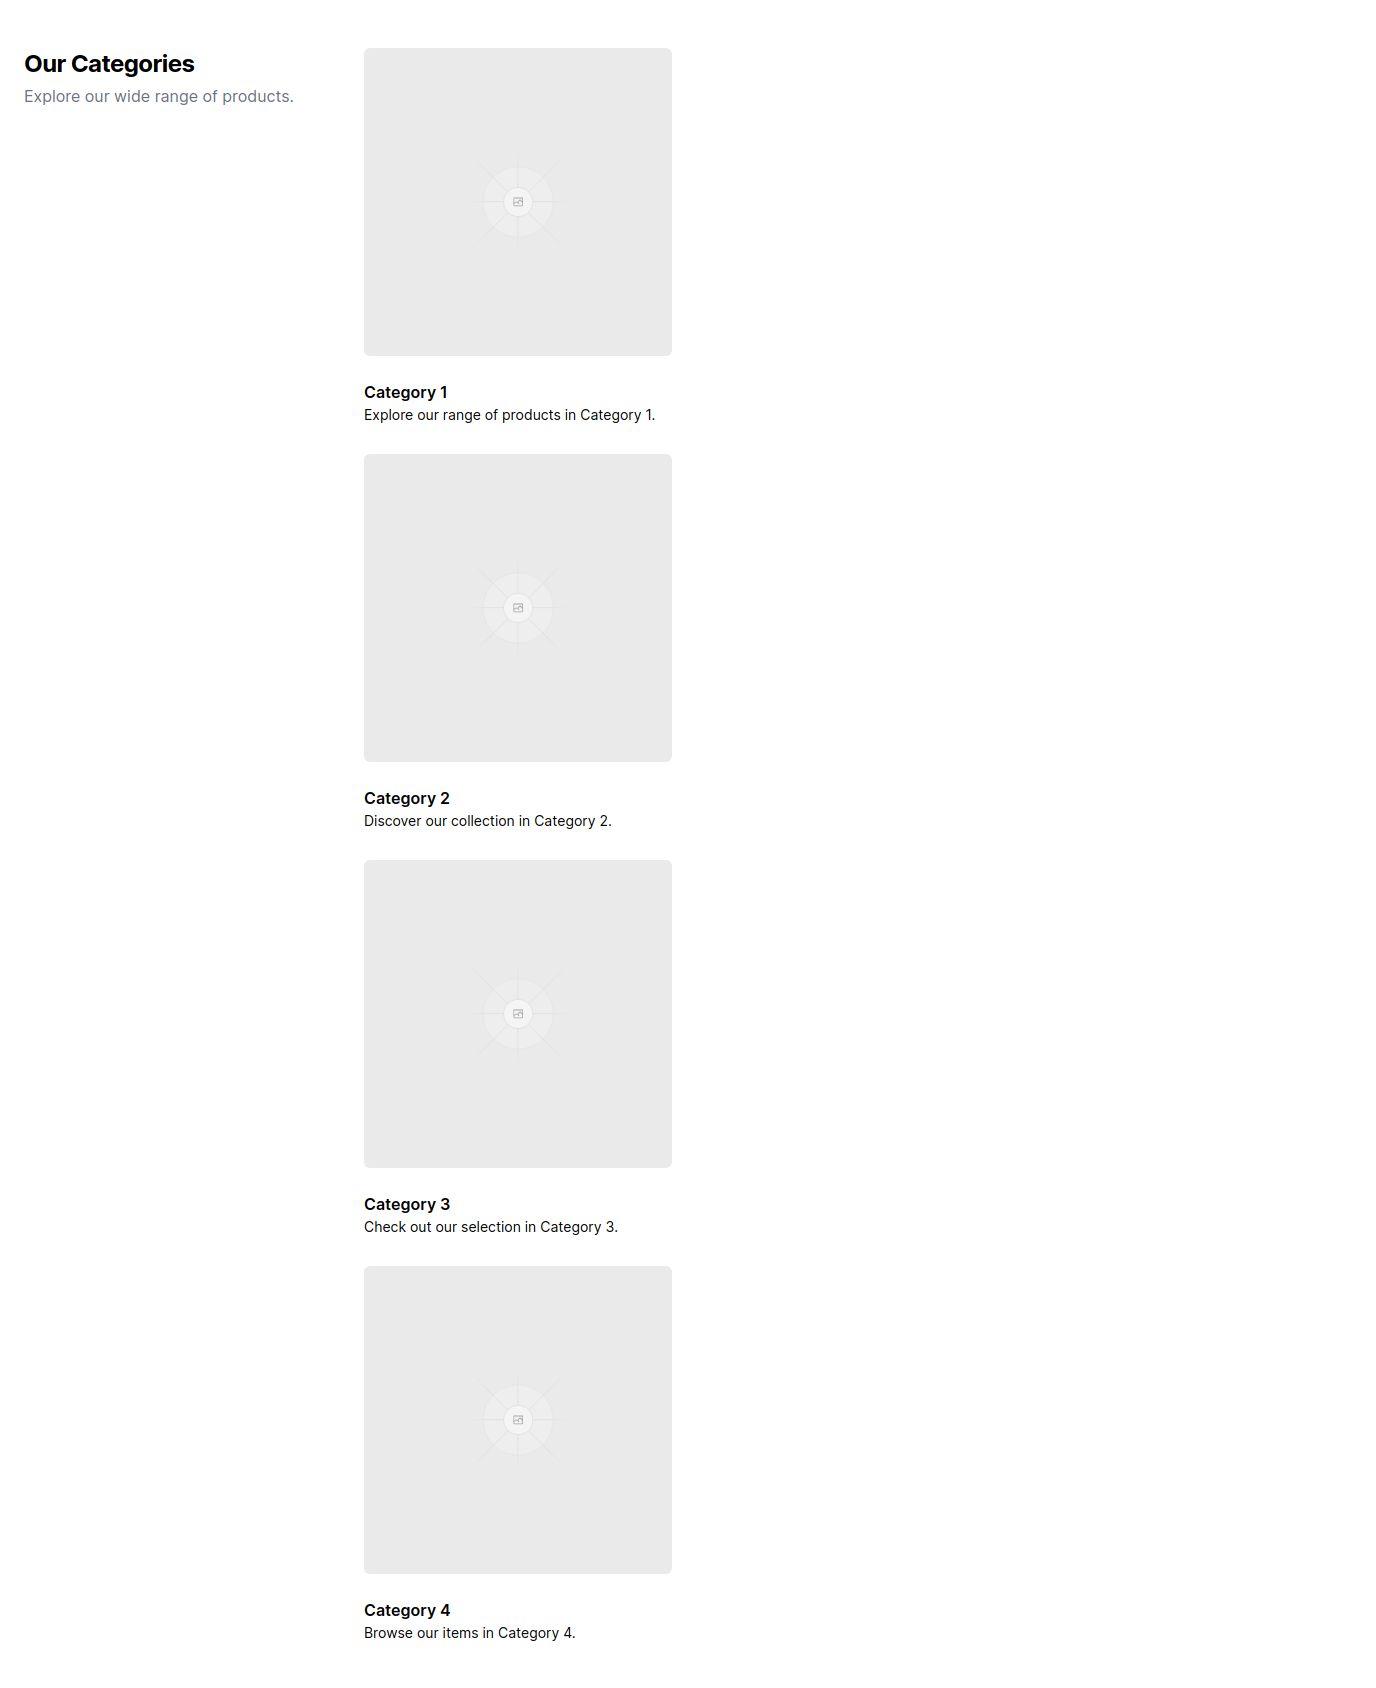 Our Categories
Explore our wide range of products.
Category 1
Explore our range of products in Category 1.
Category 2
Discover our collection in Category 2.
Category 3
Check out our selection in Category 3.
Category 4
Browse our items in Category 4.